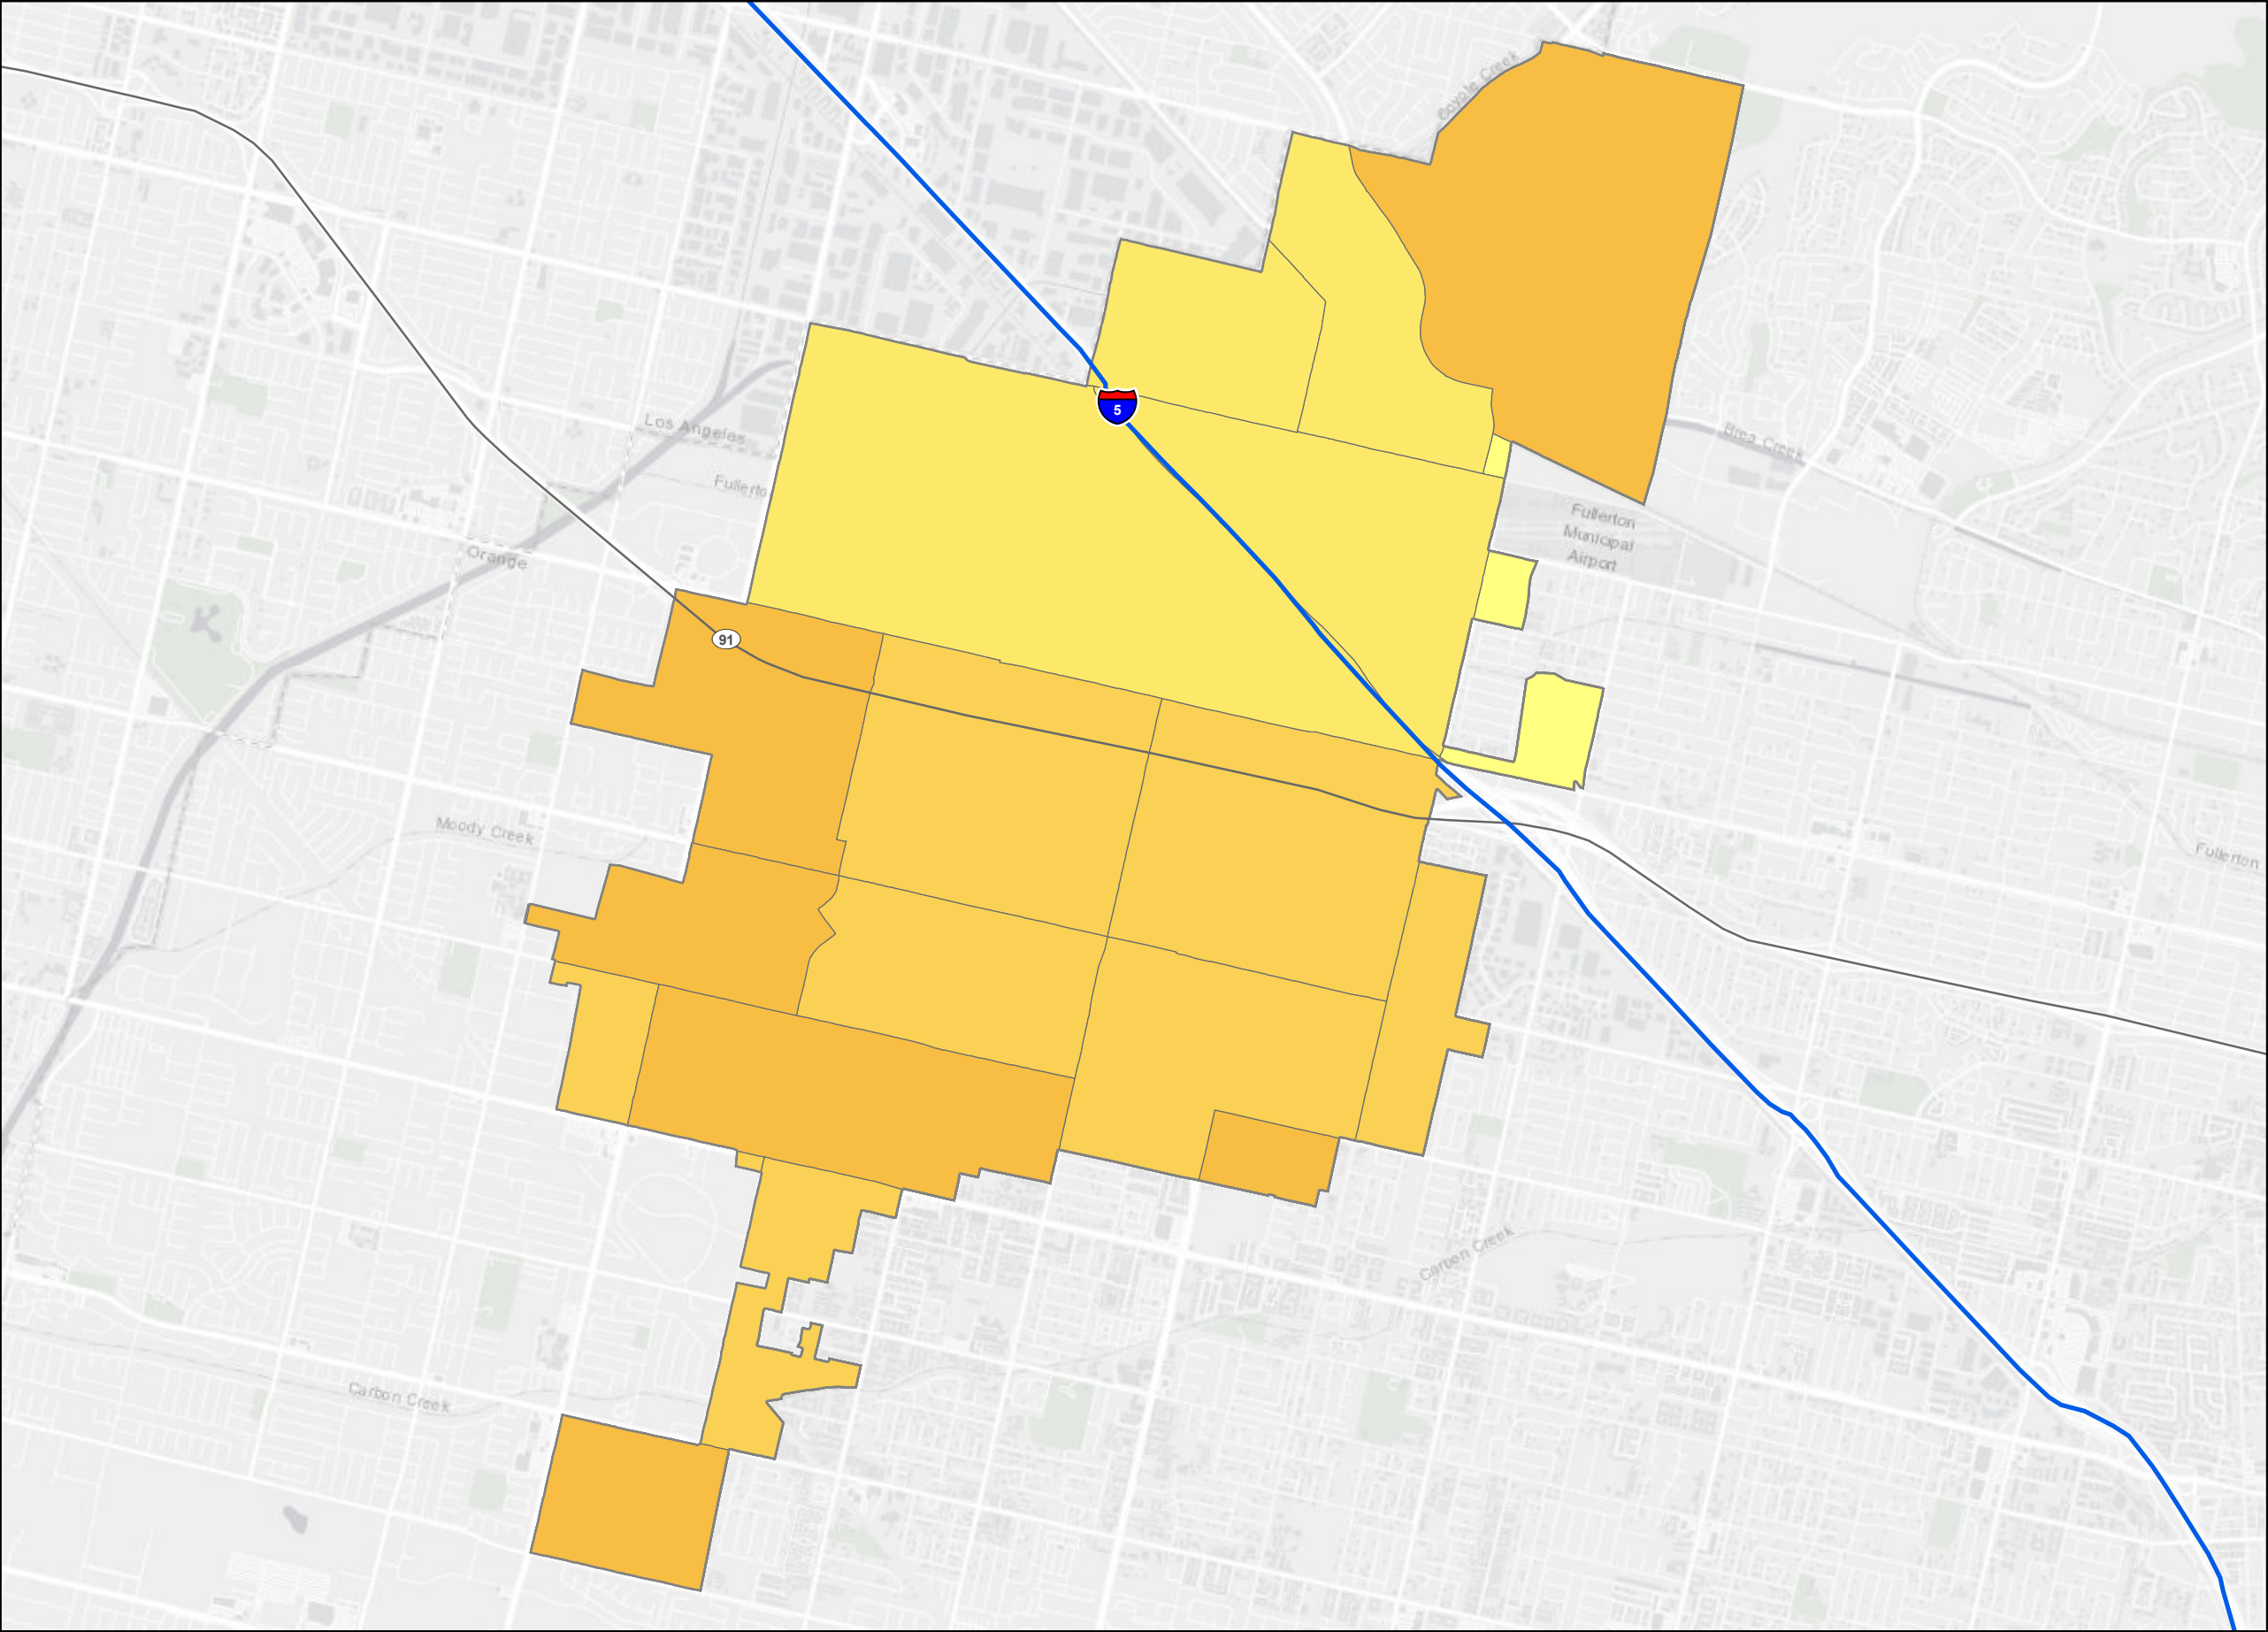 Coyote Creek
5
Los Angeles
Brea Creek
Fullerto
Fullerton
Municipal
Airport
Orange
91
Moody Creek
Fullerton
Carbon Creek
Carbon Creek